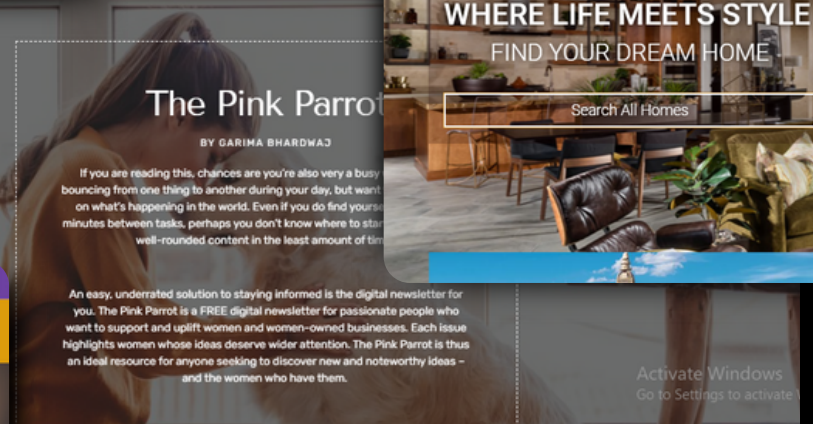 WHERE LIFE MEETS STYLE
FIND YOUR DREAM HOME
Search All Homes
The Pink Parrot
BY GARIMA BHARDWAJ
If you are reading this, chances are you're also very a busy
bouncing from one thing to another during your day, but want
on what's happening in the world. Even if you do find yourse
minutes between tasks, perhaps you don't know where to star
well-rounded content in the least amount of tim
An easy, underrated solution to staying informed is the digital newsletter for
you. The Pink Parrot is a FREE digital newsletter for passionate people who
want to support and uplift women and women-owned businesses. Each issue
highlights women whose ideas deserve wider attention. The Pink Parrot is thus
an ideal resource for anyone seeking to discover new and noteworthy ideas –
and the women who have them.
Activate Windows
Go to Settings to activate